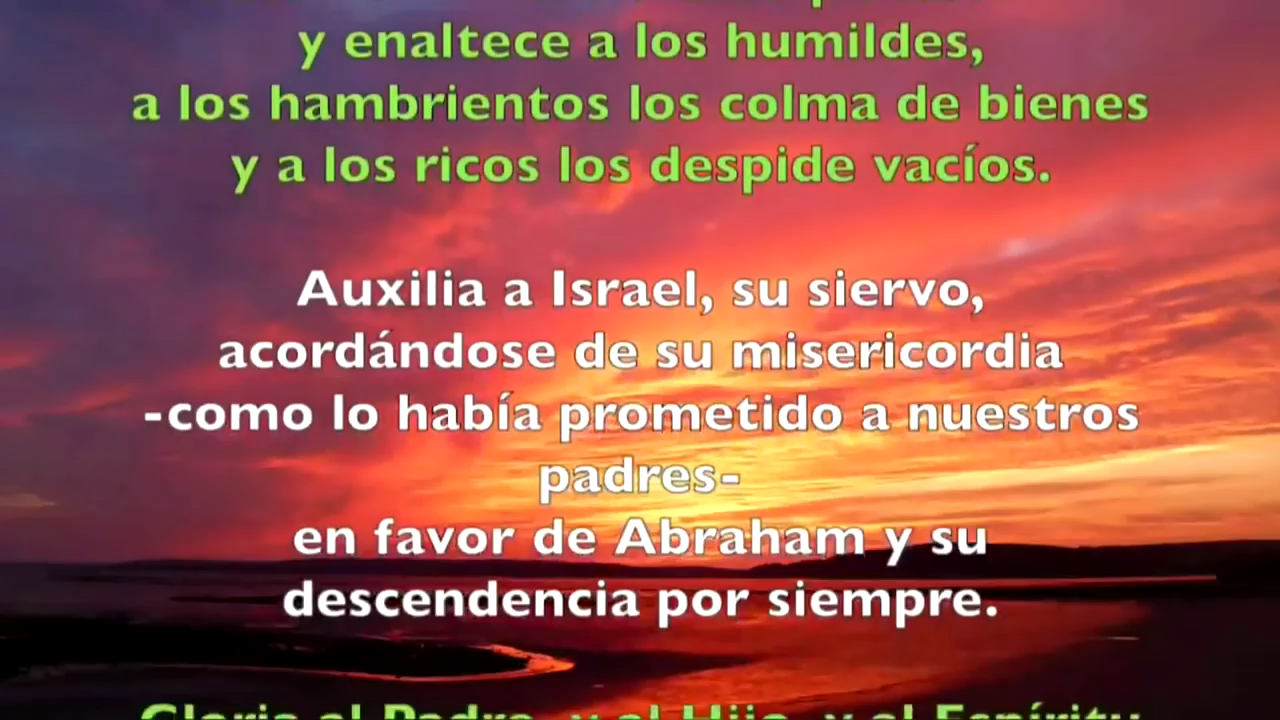 y enaltece a los humildes,
a los hambrientos los colma de bienes
y a los ricos los despide vacíos.
Auxilia a Israel, su siervo,
acordándose de su misericordia
-como lo había prometido a nuestros
padres-
en favor de Abraham y su
descendencia por siempre.
Gloria al Padre, y al Hijo, y al Espíritu